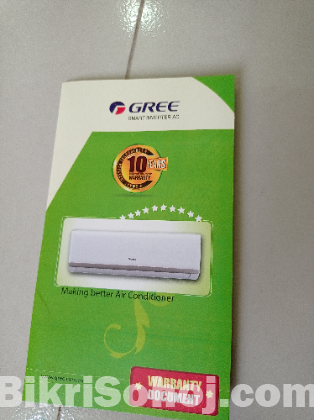 GREE
SMART INVERTER AC
10
YEARS
WARRANTY
Making better Air Conditioner
WARRANTY
DOCUMENT
BikriSohoj.com